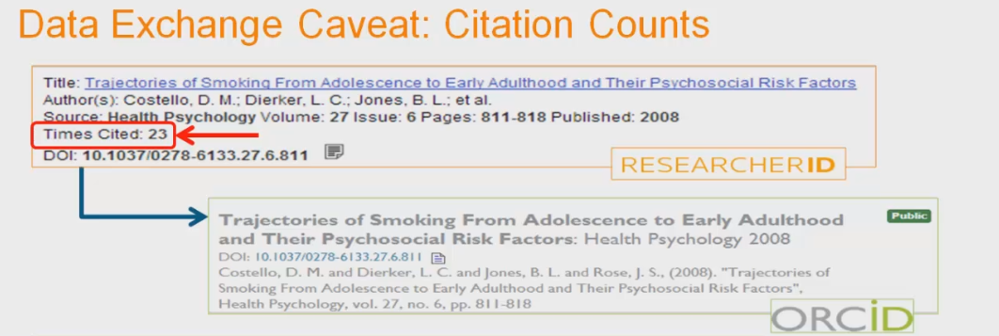 Data Exchange Caveat: Citation Counts
Title: Trajectories of Smoking From Adolescence to Early Adulthood and Their Psychosocial Risk Factors
Author(s): Costello, D. M.; Dierker, L. C.; Jones, B. L.; et al.
Source: Health Psychology Volume: 27 Issue: 6 Pages: 811-818 Published: 2008
Times Cited: 23
DOI: 10.1037/0278-6133.27.6.811
RESEARCHERID
Trajectories of Smoking From Adolescence to Early Adulthood
Public
and Their Psychosocial Risk Factors: Health Psychology 2008
DOI: 10.1037/0278-6133.27.6.811
Costello, D. M. and Dierker, L. C. and Jones, B. L. and Rose, J. S., (2008). "Trajectories of
Smoking From Adolescence to Early Adulthood and Their Psychosocial Risk Factors",
Health Psychology, vol. 27, no. 6, pp. 811-818
ORCiD